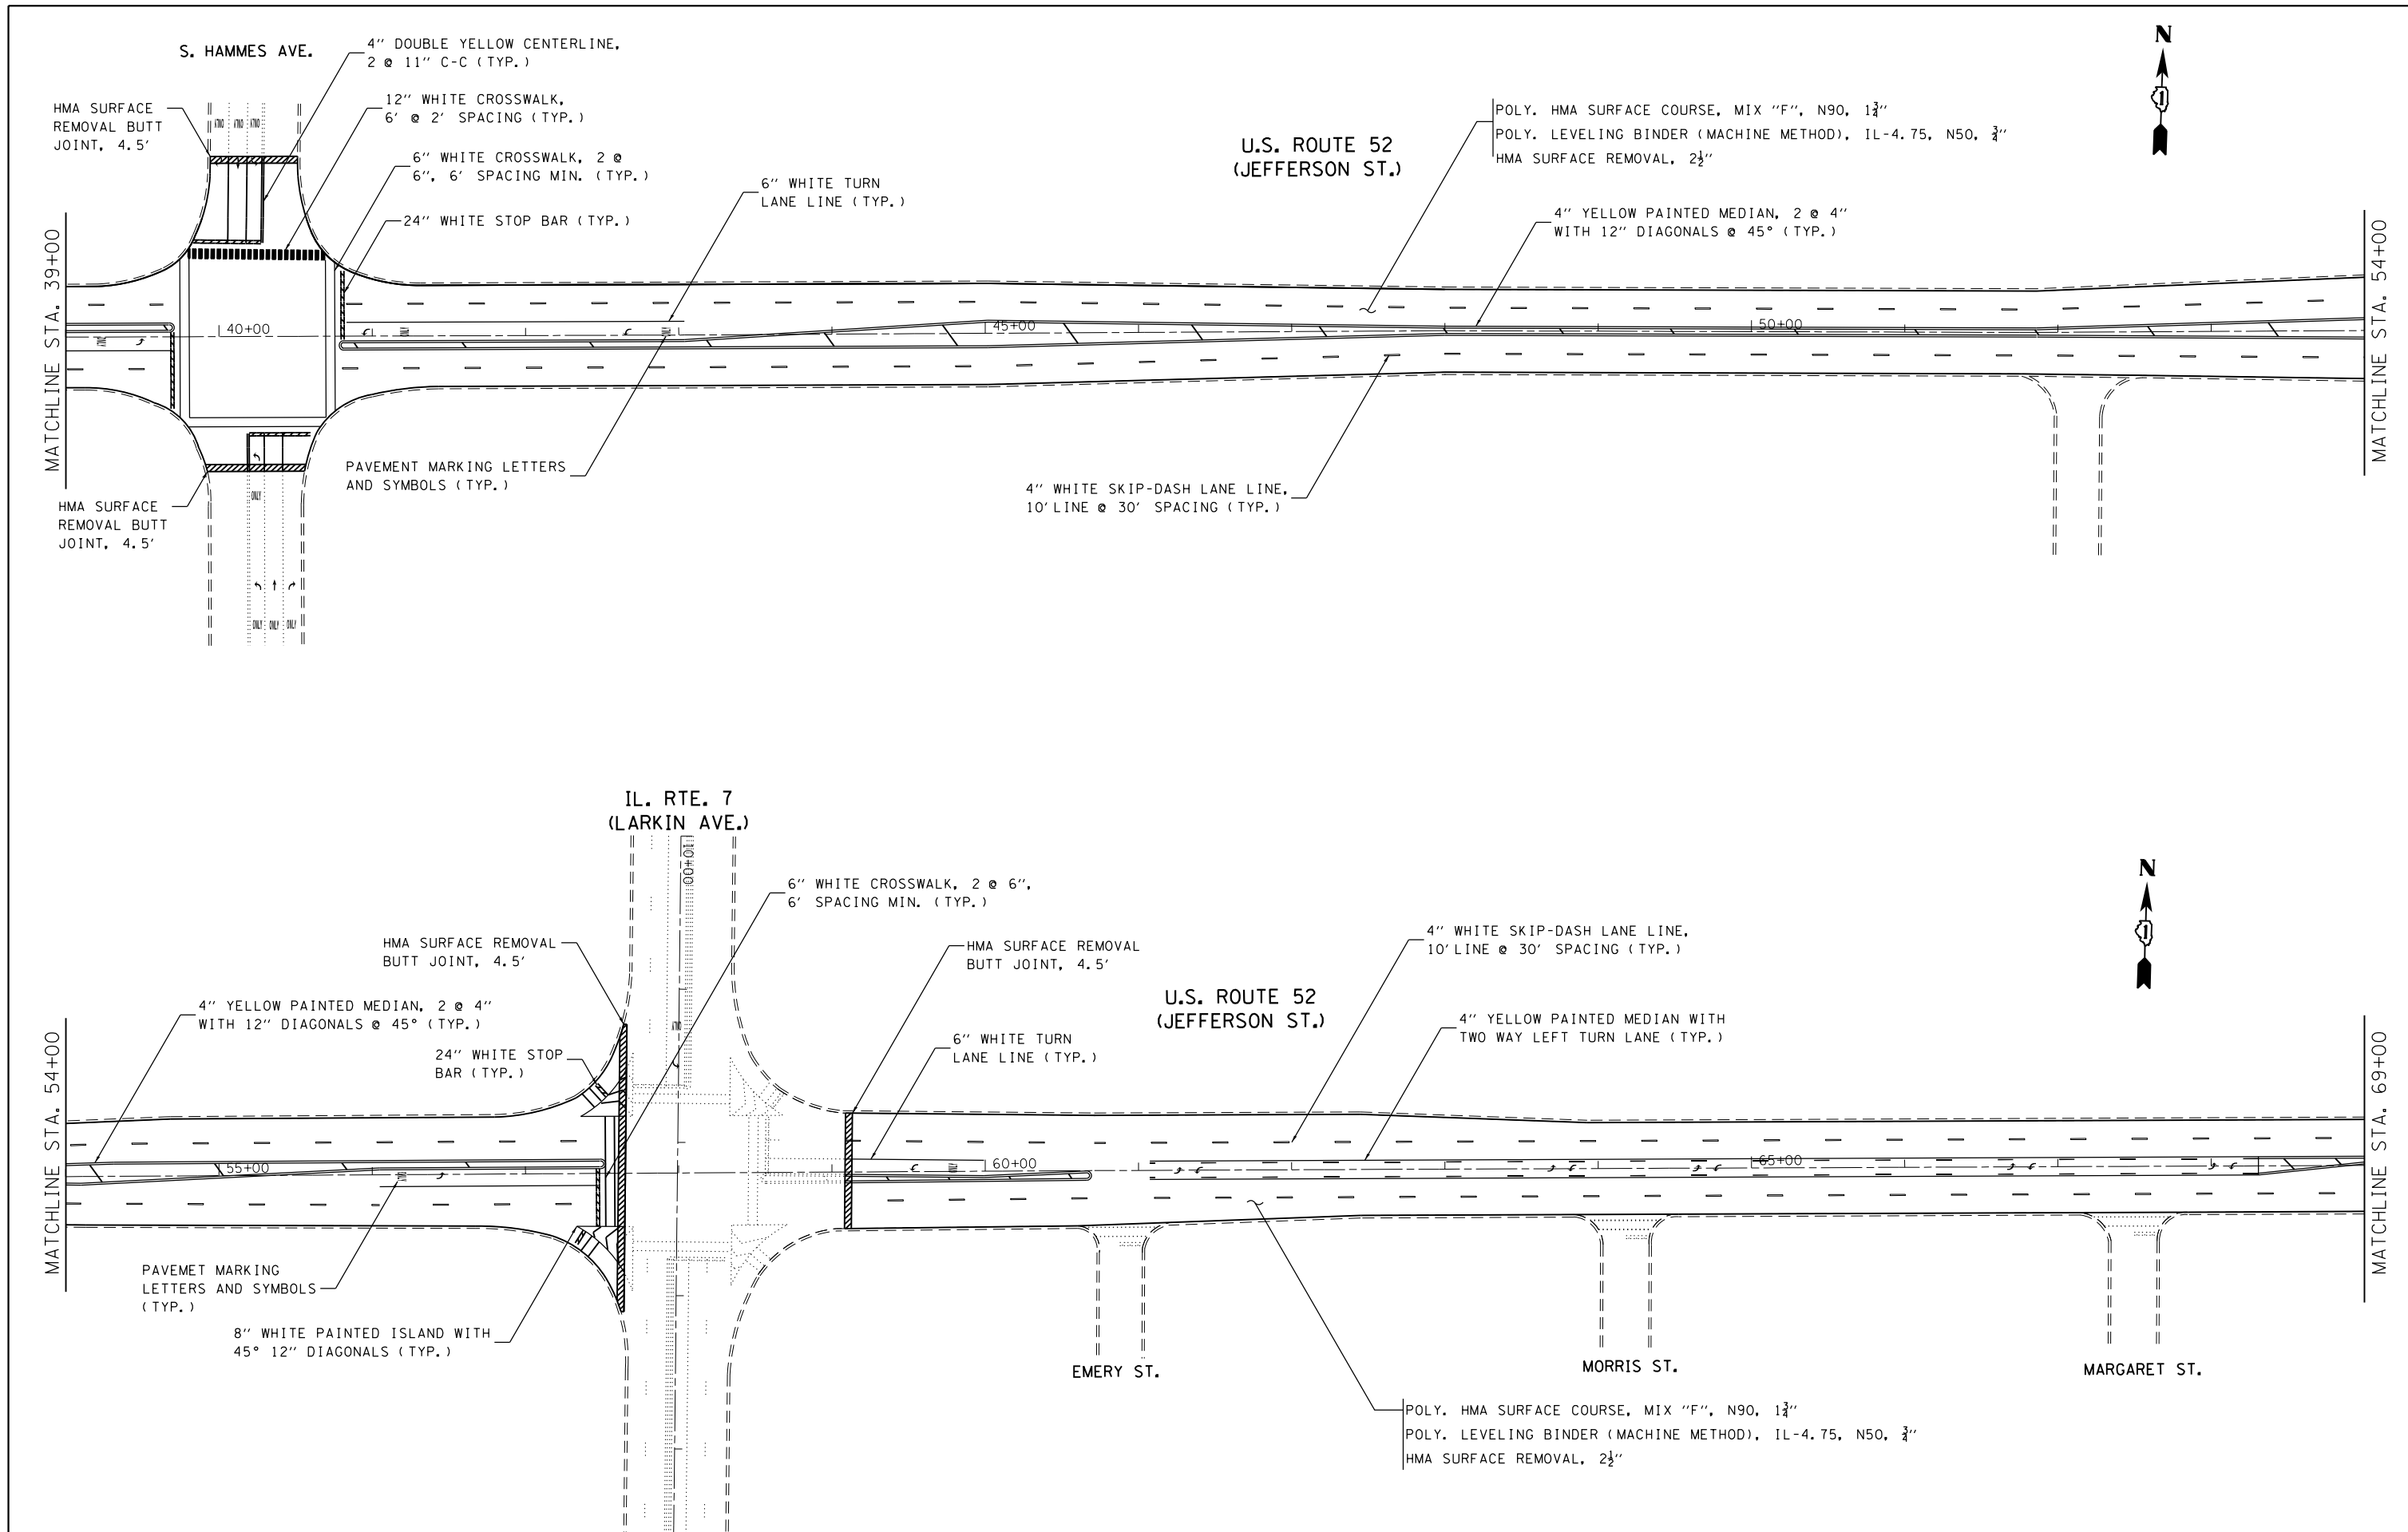 S. HAMMES AVE.
4" DOUBLE YELLOW CENTERLINE,
2 @ 11" C-C (TYP.)
HMA SURFACE
REMOVAL BUTT
JOINT, 4.5'
12" WHITE CROSSWALK,
6' @ 2' SPACING (TYP.)
6" WHITE CROSSWALK, 2 @
6", 6' SPACING MIN. (TYP.)
24" WHITE STOP BAR (TYP.)
6" WHITE TURN
LANE LINE (TYP.)
U.S. ROUTE 52
(JEFFERSON ST.)
POLY. HMA SURFACE COURSE, MIX "F", N90, 1¾"
POLY. LEVELING BINDER (MACHINE METHOD), IL-4.75, N50, ¾"
HMA SURFACE REMOVAL, 2½"
4" YELLOW PAINTED MEDIAN, 2 @ 4"
WITH 12" DIAGONALS @ 45° (TYP.)
N
1
MATCHLINE STA. 39+00
40+00
45+00
50+00
MATCHLINE STA. 54+00
ONLY
ONLY
ONLY
ONLY
ONLY
ONLY
ONLY
ONLY
ONLY
ONLY
PAVEMENT MARKING LETTERS
AND SYMBOLS (TYP.)
4" WHITE SKIP-DASH LANE LINE,
10' LINE @ 30' SPACING (TYP.)
HMA SURFACE
REMOVAL BUTT
JOINT, 4.5'
IL. RTE. 7
(LARKIN AVE.)
10+00
6" WHITE CROSSWALK, 2 @ 6",
6' SPACING MIN. (TYP.)
HMA SURFACE REMOVAL
BUTT JOINT, 4.5'
HMA SURFACE REMOVAL
BUTT JOINT, 4.5'
4" WHITE SKIP-DASH LANE LINE,
10' LINE @ 30' SPACING (TYP.)
N
1
4" YELLOW PAINTED MEDIAN, 2 @ 4"
WITH 12" DIAGONALS @ 45° (TYP.)
U.S. ROUTE 52
(JEFFERSON ST.)
4" YELLOW PAINTED MEDIAN WITH
TWO WAY LEFT TURN LANE (TYP.)
24" WHITE STOP
BAR (TYP.)
6" WHITE TURN
LANE LINE (TYP.)
MATCHLINE STA. 54+00
55+00
60+00
65+00
MATCHLINE STA. 69+00
ONLY
ONLY
ONLY
PAVEMET MARKING
LETTERS AND SYMBOLS
(TYP.)
8" WHITE PAINTED ISLAND WITH
45° 12" DIAGONALS (TYP.)
EMERY ST.
MORRIS ST.
MARGARET ST.
POLY. HMA SURFACE COURSE, MIX "F", N90, 1¾"
POLY. LEVELING BINDER (MACHINE METHOD), IL-4.75, N50, ¾"
HMA SURFACE REMOVAL, 2½"